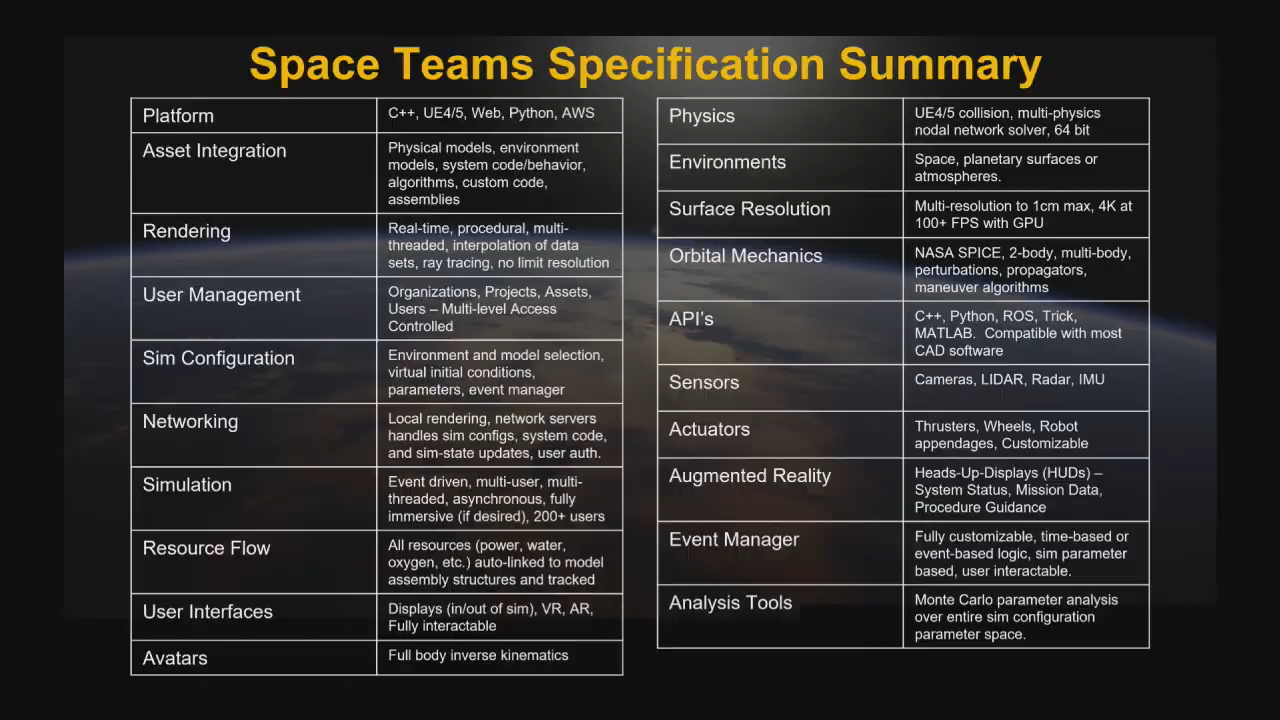 Space Teams Specification Summary
Platform
C++, UE4/5, Web, Python, AWS
Asset Integration
Physical models, environment
models, system code/behavior,
algorithms, custom code,
assemblies
Rendering
Real-time, procedural, multi-
threaded, interpolation of data
sets, ray tracing, no limit resolution
User Management
Organizations, Projects, Assets,
Users – Multi-level Access
Controlled
Sim Configuration
Environment and model selection,
virtual initial conditions,
parameters, event manager
Networking
Local rendering, network servers
handles sim configs, system code,
and sim-state updates, user auth.
Simulation
Event driven, multi-user, multi-
threaded, asynchronous, fully
immersive (if desired), 200+ users
Resource Flow
All resources (power, water,
oxygen, etc.) auto-linked to model
assembly structures and tracked
User Interfaces
Displays (in/out of sim), VR, AR,
Fully interactable
Avatars
Full body inverse kinematics
Physics
UE4/5 collision, multi-physics
nodal network solver, 64 bit
Environments
Space, planetary surfaces or
atmospheres.
Surface Resolution
Multi-resolution to 1cm max, 4K at
100+ FPS with GPU
Orbital Mechanics
NASA SPICE, 2-body, multi-body,
perturbations, propagators,
maneuver algorithms
API's
C++, Python, ROS, Trick,
MATLAB.  Compatible with most
CAD software
Sensors
Cameras, LIDAR, Radar, IMU
Actuators
Thrusters, Wheels, Robot
appendages, Customizable
Augmented Reality
Heads-Up-Displays (HUDs) –
System Status, Mission Data,
Procedure Guidance
Event Manager
Fully customizable, time-based or
event-based logic, sim parameter
based, user interactable.
Analysis Tools
Monte Carlo parameter analysis
over entire sim configuration
parameter space.